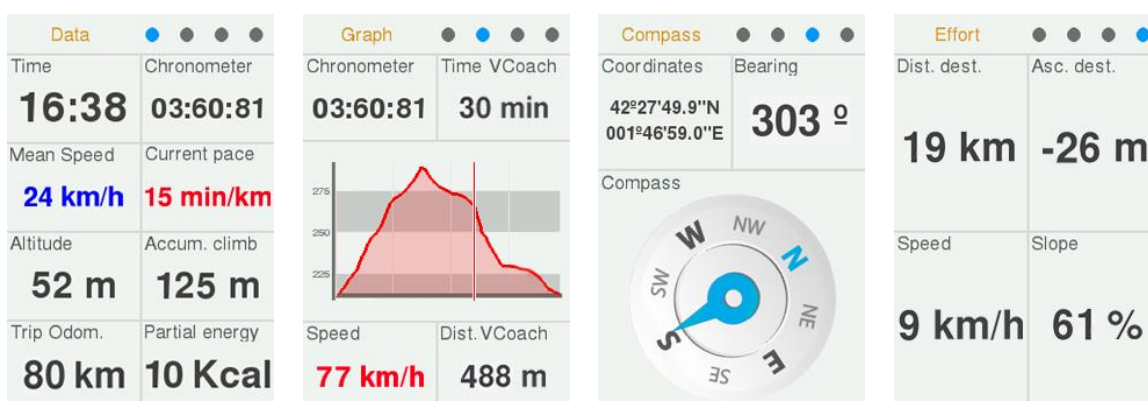 Data
Time
Chronometer
16:38
03:60:81
Mean Speed
Current pace
24 km/h
15 min/km
Altitude
Accum. climb
52 m
125 m
Trip Odom.
Partial energy
80 km
10 Kcal
Graph
Chronometer
Time VCoach
03:60:81
30 min
275
250
225
Speed
Dist. VCoach
77 km/h
488 m
Compass
Coordinates
Bearing
42º27'49.9"N
001º46'59.0"E
303 º
Compass
W
NW
N
SW
NE
S
E
SE
Effort
Dist. dest.
Asc. dest.
19 km
-26 m
Speed
Slope
9 km/h
61 %